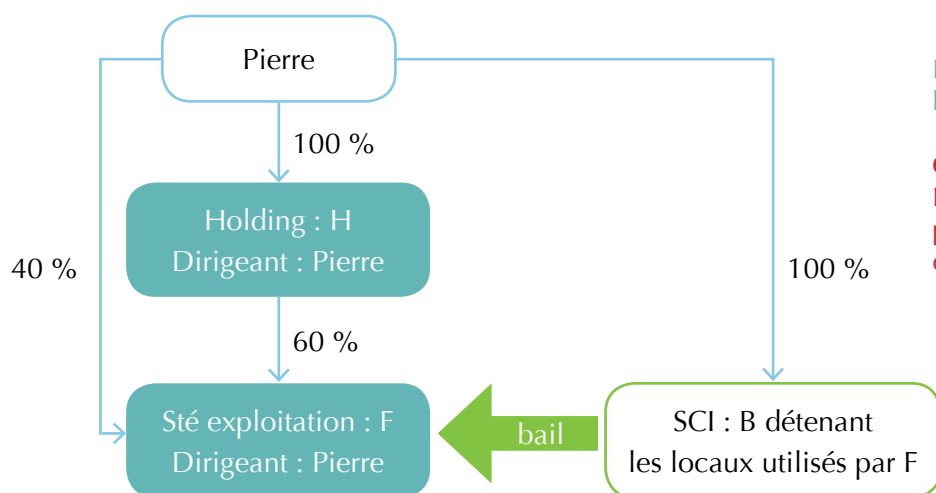 Pierre
100 %
Holding : H
Dirigeant : Pierre
40 %
100 %
60 %
Sté exploitation : F
Dirigeant : Pierre
bail
SCI : B détenant
les locaux utilisés par F